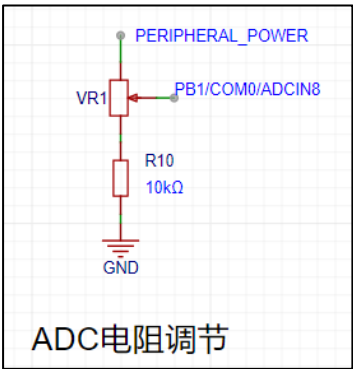 PERIPHERAL_POWER
VR1
PB1/COM0/ADCIN8
R10
10kΩ
GND
ADC电阻调节